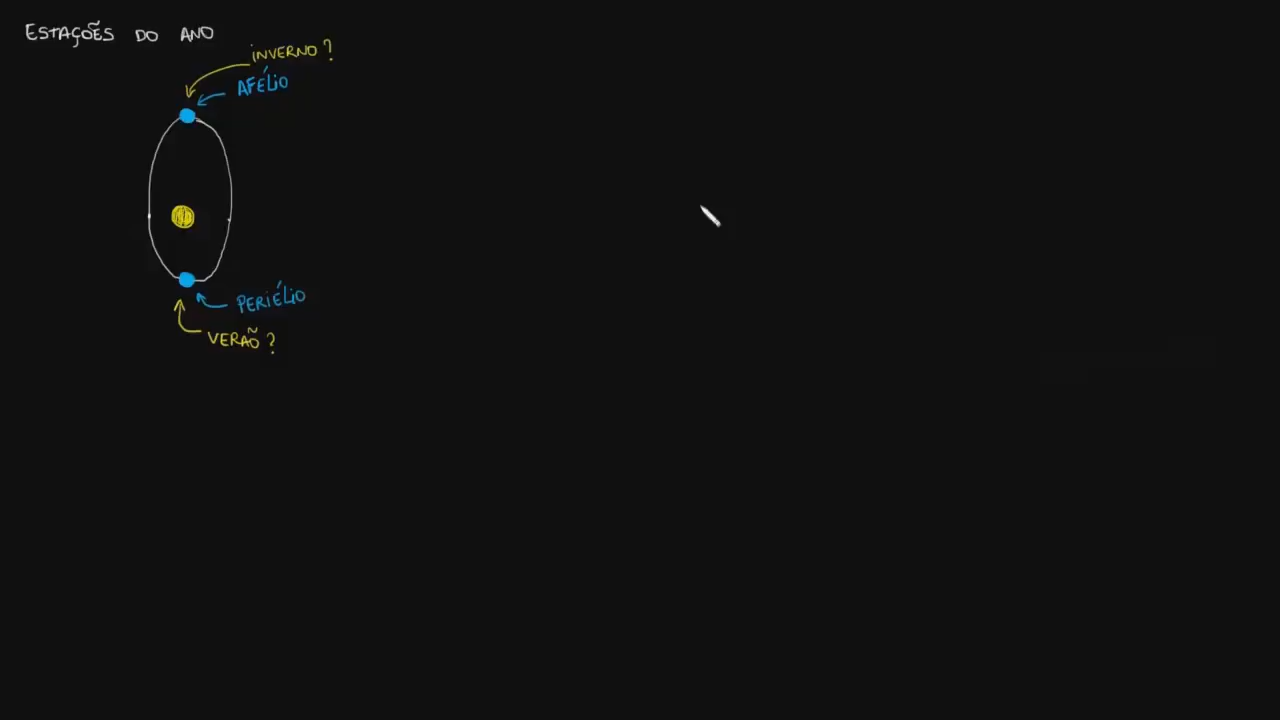 ESTAÇÕES DO ANO
INVERNO?
AFÉLIO
PERIÉLIO
VERÃO?